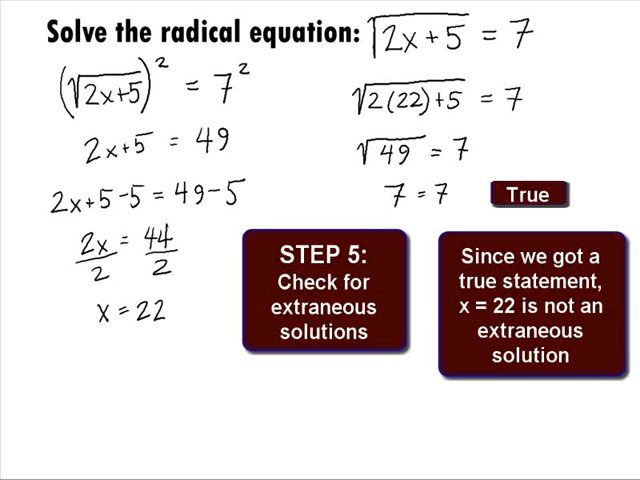 Solve the radical equation: √2x+5 = 7
(√2x+5)² = 7²
2x+5 = 49
2x+5-5 = 49-5
2x/2 = 44/2
x = 22
√2(22)+5 = 7
√49 = 7
7 = 7
True
STEP 5:
Check for
extraneous
solutions
Since we got a
true statement,
x = 22 is not an
extraneous
solution